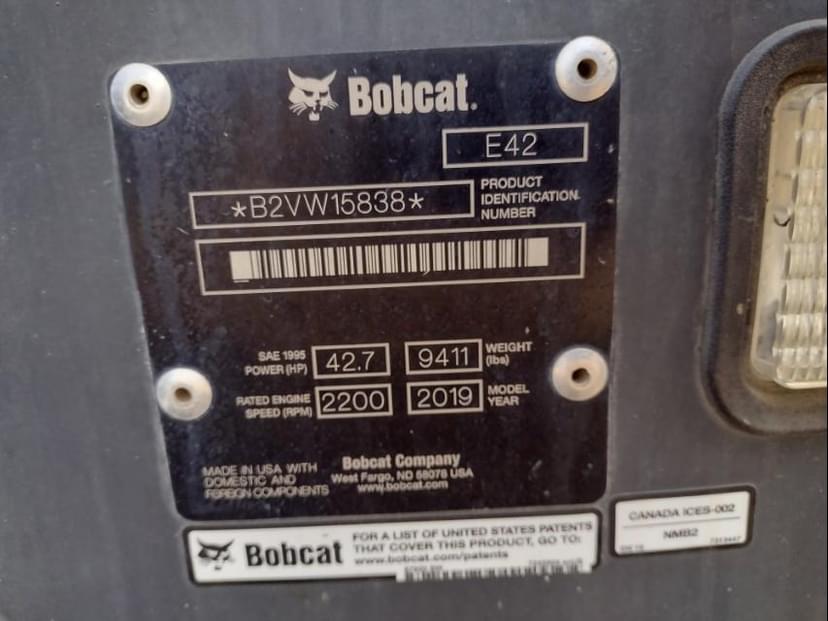 Bobcat.
E42
*B2VW15838*
PRODUCT
IDENTIFICATION
NUMBER
SAE 1995
POWER (HP)
42.7
9411
WEIGHT
(lbs)
RATED ENGINE
SPEED (RPM)
2200
2019
MODEL
YEAR
MADE IN USA WITH
DOMESTIC AND
FOREIGN COMPONENTS
Bobcat Company
West Fargo, ND 58078 USA
www.bobcat.com
Bobcat
FOR A LIST OF UNITED STATES PATENTS
THAT COVER THIS PRODUCT, GO TO:
www.bobcat.com/patents
CANADA ICES-002
NMB2